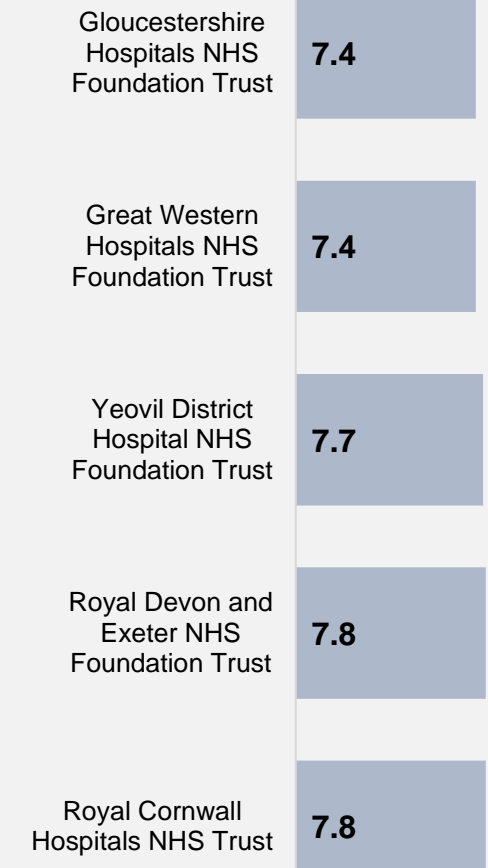 Gloucestershire
Hospitals NHS
Foundation Trust
7.4
Great Western
Hospitals NHS
Foundation Trust
7.4
Yeovil District
Hospital NHS
Foundation Trust
7.7
Royal Devon and
Exeter NHS
Foundation Trust
7.8
Royal Cornwall
Hospitals NHS Trust
7.8